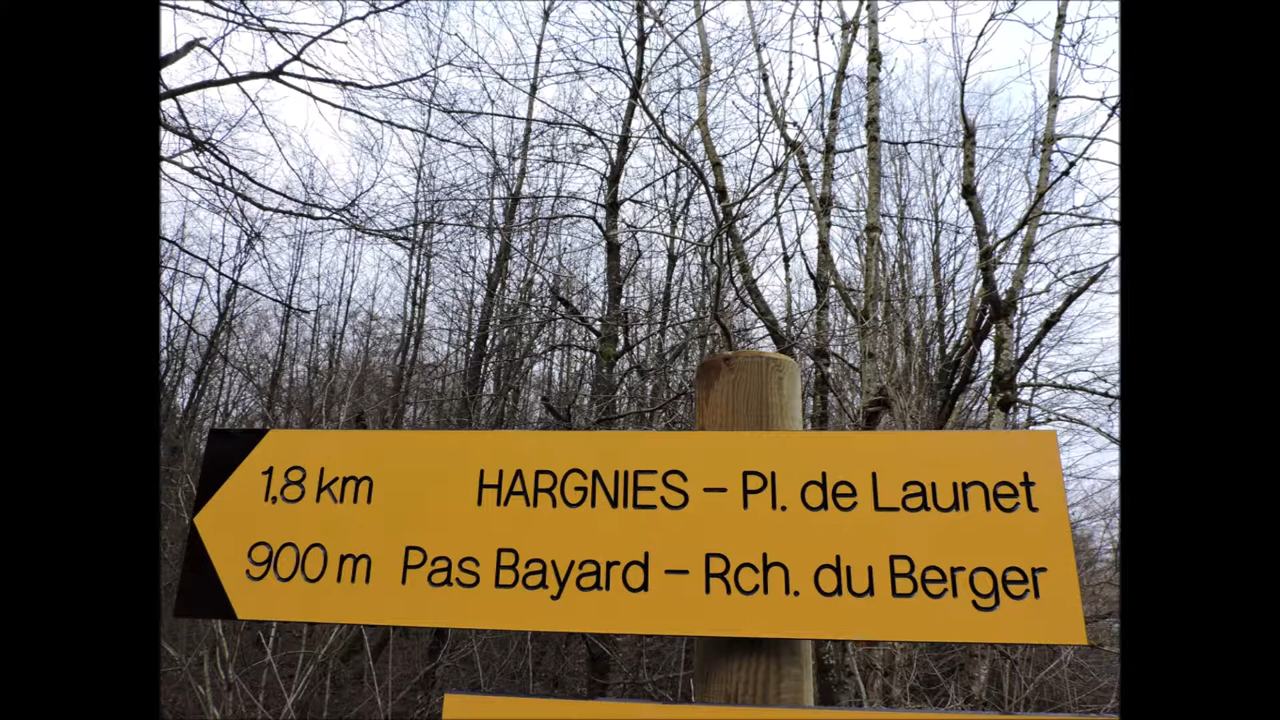 1,8 km HARGNIES – Pl. de Launet
900 m Pas Bayard – Rch. du Berger